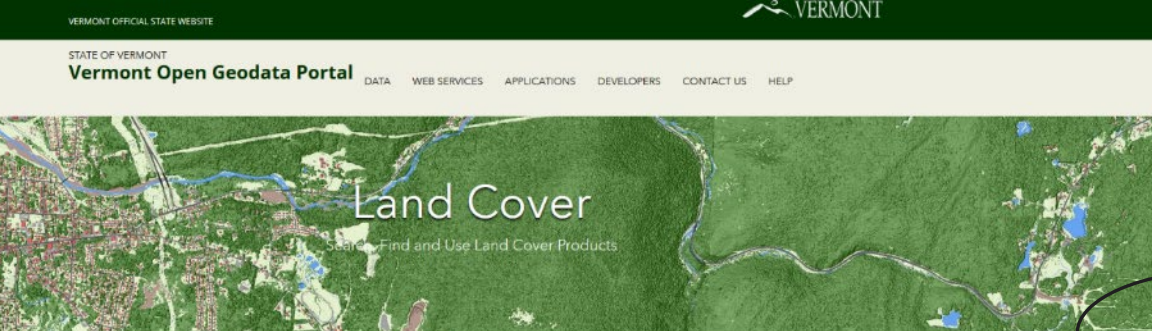 VERMONT
VERMONT OFFICIAL STATE WEBSITE
STATE OF VERMONT
Vermont Open Geodata Portal
DATA WEB SERVICES APPLICATIONS DEVELOPERS CONTACT US HELP
Land Cover
Search, Find and Use Land Cover Products